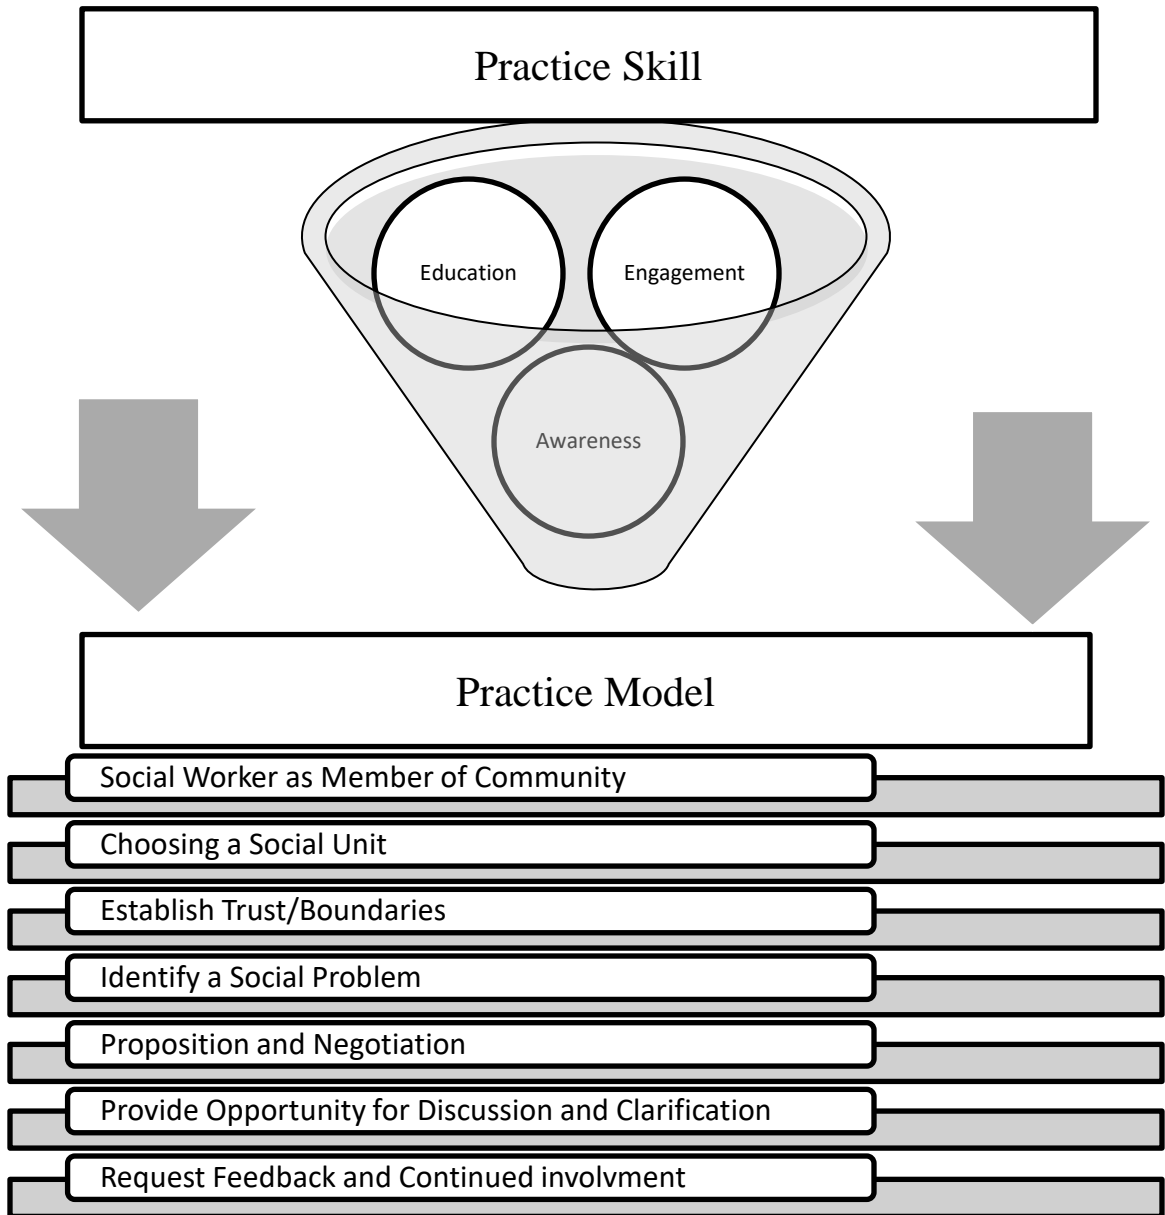 Practice Skill
Education
Engagement
Awareness
Practice Model
Social Worker as Member of Community
Choosing a Social Unit
Establish Trust/Boundaries
Identify a Social Problem
Proposition and Negotiation
Provide Opportunity for Discussion and Clarification
Request Feedback and Continued involvment